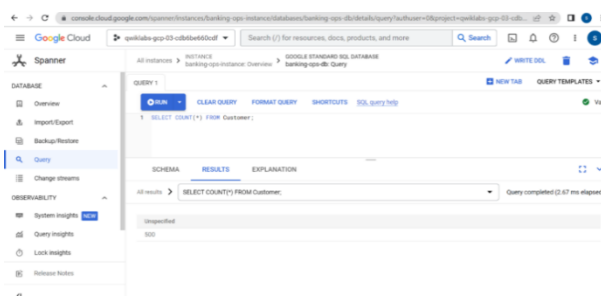 console.cloud.google.com/spanner/instances/banking-ops-instance/databases/banking-ops-db/details/query?authuser=0&project=qwiklabs-gcp-03-cdb...
Google Cloud
qwiklabs-gcp-03-cdb6be660cdf
Search (/) for resources, docs, products, and more
Search
S
Spanner
All instances
INSTANCE
banking-ops-instance: Overview
GOOGLE STANDARD SQL DATABASE
banking-ops-db: Query
WRITE DDL
DATABASE
Overview
Import/Export
Backup/Restore
Query
Change streams
OBSERVABILITY
System insights NEW
Query insights
Lock insights
Release Notes
QUERY 1
NEW TAB
QUERY TEMPLATES
RUN
CLEAR QUERY
FORMAT QUERY
SHORTCUTS
SQL query help
Va
1 SELECT COUNT(*) FROM Customer;
SCHEMA
RESULTS
EXPLANATION
All results
SELECT COUNT(*) FROM Customer;
Query completed (2.67 ms elapsed
Unspecified
500